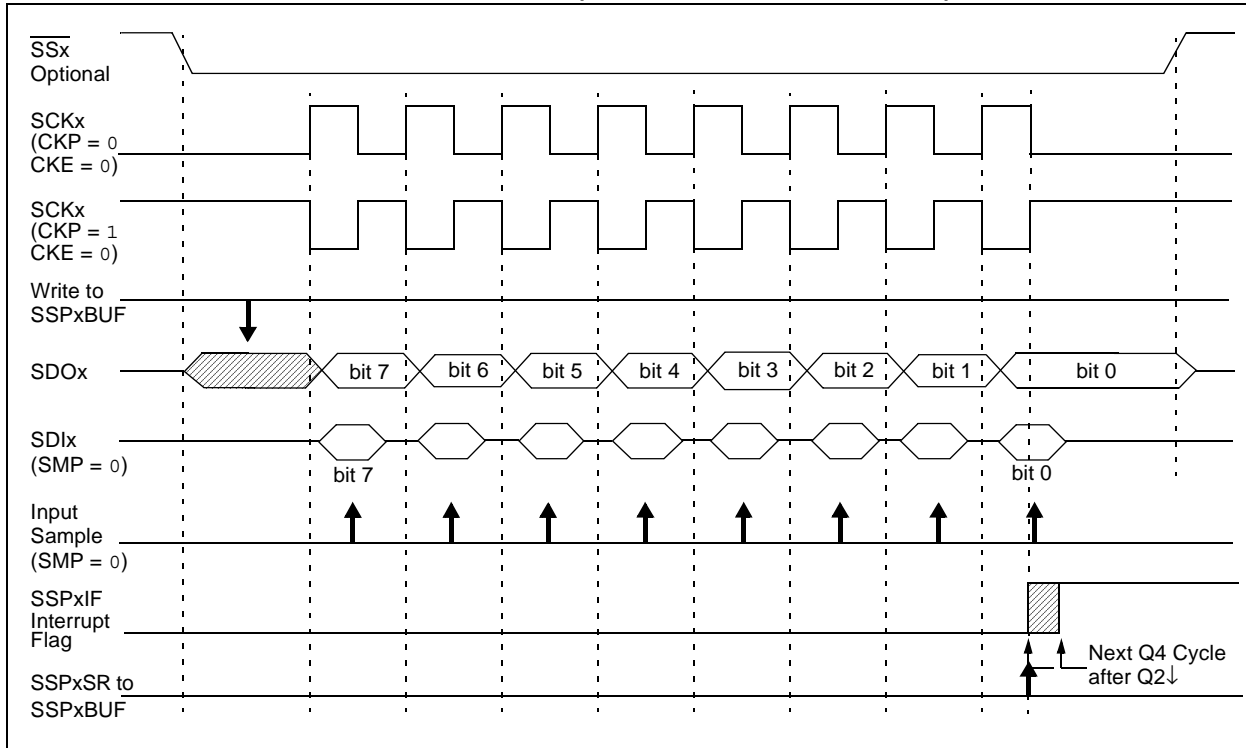 SSx
Optional
SCKx
(CKP = 0
CKE = 0)
SCKx
(CKP = 1
CKE = 0)
Write to
SSPxBUF
SDOx bit 7 bit 6 bit 5 bit 4 bit 3 bit 2 bit 1 bit 0
SDIx
(SMP = 0)
bit 7 bit 0
Input
Sample
(SMP = 0)
SSPxIF
Interrupt
Flag
Next Q4 Cycle
after Q2↓
SSPxSR to
SSPxBUF